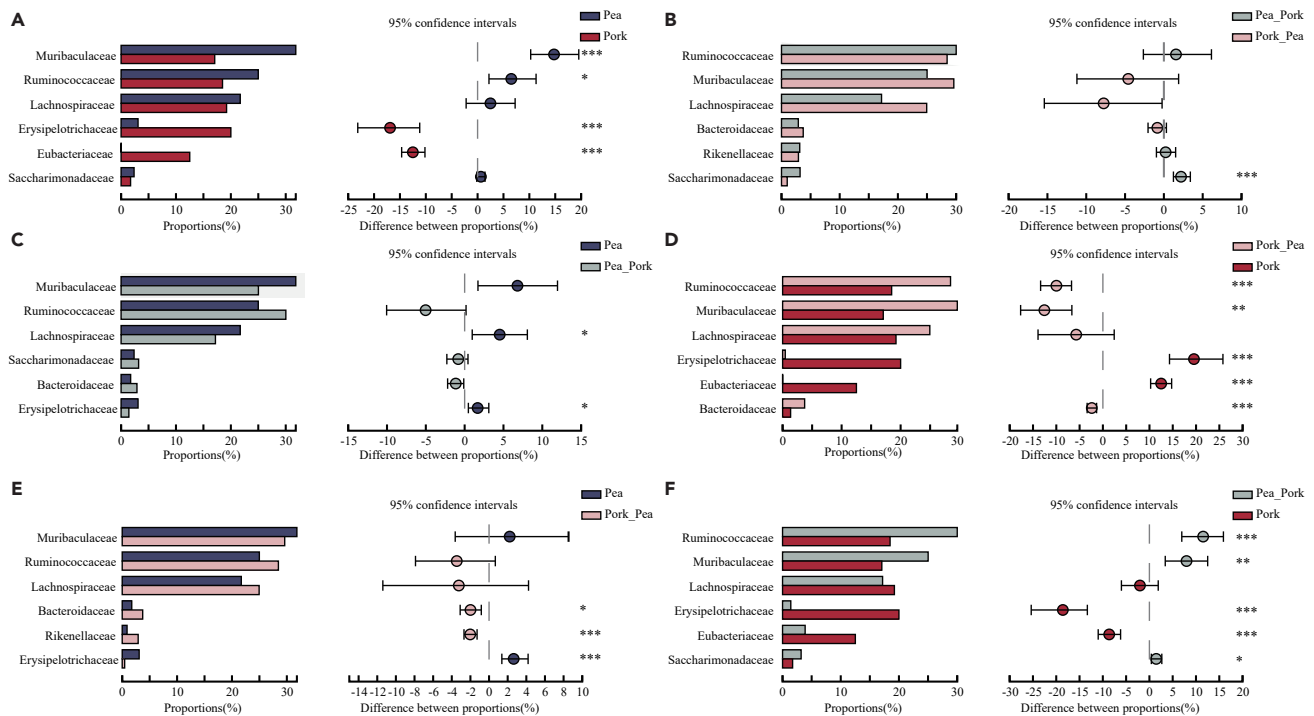 A
95% confidence intervals
Pea
Pork
Muribaculaceae
Ruminococcaceae
Lachnospiraceae
Erysipelotrichaceae
Eubacteriaceae
Saccharimonadaceae
***
*
***
***
0 10 20 30
Proportions(%)
-25 -20 -15 -10 -5 0 5 10 15 20
Difference between proportions(%)
B
95% confidence intervals
Pea_Pork
Pork_Pea
Ruminococcaceae
Muribaculaceae
Lachnospiraceae
Bacteroidaceae
Rikenellaceae
Saccharimonadaceae
***
0 10 20 30
Proportions(%)
-20 -15 -10 -5 0 5 10
Difference between proportions(%)
C
95% confidence intervals
Pea
Pea_Pork
Muribaculaceae
Ruminococcaceae
Lachnospiraceae
Saccharimonadaceae
Bacteroidaceae
Erysipelotrichaceae
*
*
0 10 20 30
Proportions(%)
-15 -10 -5 0 5 10 15
Difference between proportions(%)
D
95% confidence intervals
Pork_Pea
Pork
Ruminococcaceae
Muribaculaceae
Lachnospiraceae
Erysipelotrichaceae
Eubacteriaceae
Bacteroidaceae
***
**
***
***
***
0 10 20 30
Proportions(%)
-20 -15 -10 -5 0 5 10 15 20 25 30
Difference between proportions(%)
E
95% confidence intervals
Pea
Pork_Pea
Muribaculaceae
Ruminococcaceae
Lachnospiraceae
Bacteroidaceae
Rikenellaceae
Erysipelotrichaceae
*
***
***
0 10 20 30
Proportions(%)
-14 -12 -10 -8 -6 -4 -2 0 2 4 6 8 10
Difference between proportions(%)
F
95% confidence intervals
Pea_Pork
Pork
Ruminococcaceae
Muribaculaceae
Lachnospiraceae
Erysipelotrichaceae
Eubacteriaceae
Saccharimonadaceae
***
**
***
***
*
0 10 20 30
Proportions(%)
-30 -25 -20 -15 -10 -5 0 5 10 15 20
Difference between proportions(%)